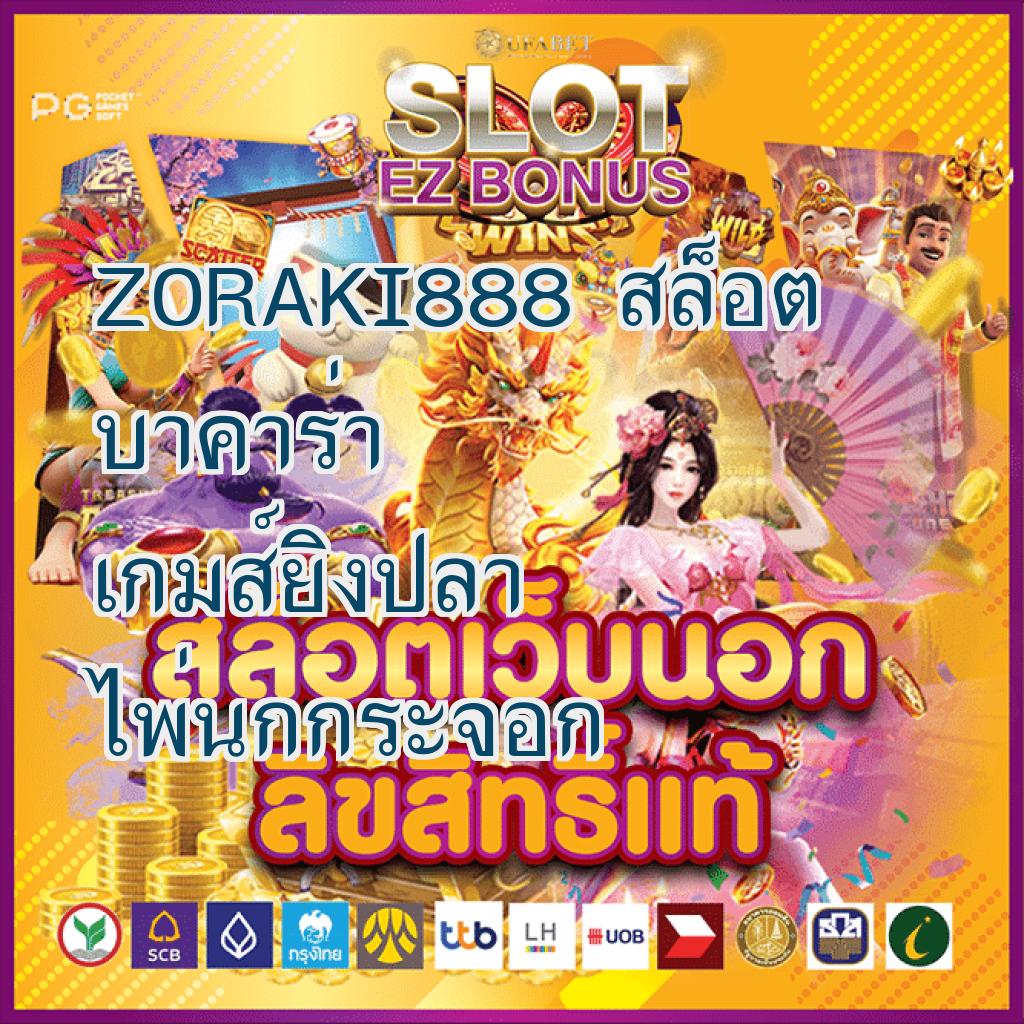 UFABET
SLOT
EZ BONUS
PG POCKET GAMES SOFT
WINS
SCATTER
WILD
ZORAKI888 สล็อต
บาคาร่า
เกมส์ยิงปลา
สล็อตเว็บนอก
ไพ่นกกระจอก
ลิขสิทธิ์แท้
SCB
กรุงไทย
ttb
LH
UOB